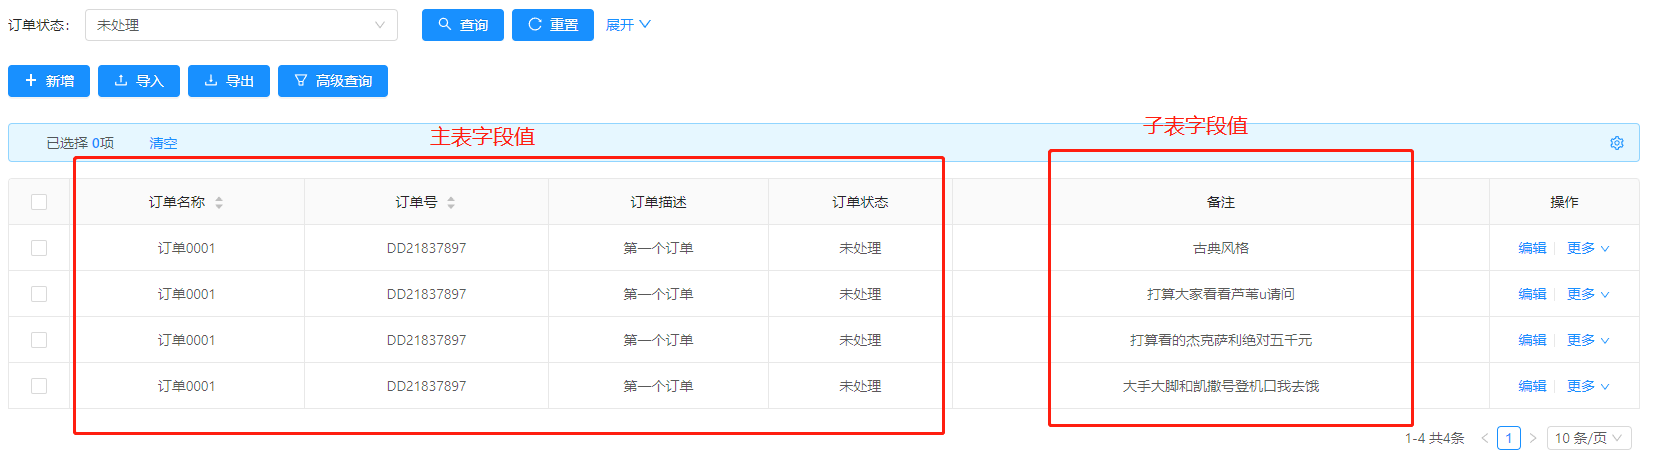 订单状态: 未处理 查询 重置 展开
新增 导入 导出 高级查询
主表字段值 子表字段值
已选择 0项 清空
订单名称 订单号 订单描述 订单状态 备注 操作
订单0001 DD21837897 第一个订单 未处理 古典风格 编辑 更多
订单0001 DD21837897 第一个订单 未处理 打算大家看看芦苇u请问 编辑 更多
订单0001 DD21837897 第一个订单 未处理 打算看的杰克萨利绝对五千元 编辑 更多
订单0001 DD21837897 第一个订单 未处理 大手大脚和凯撒号登机口我去饿 编辑 更多
1-4 共4条 1 10 条/页